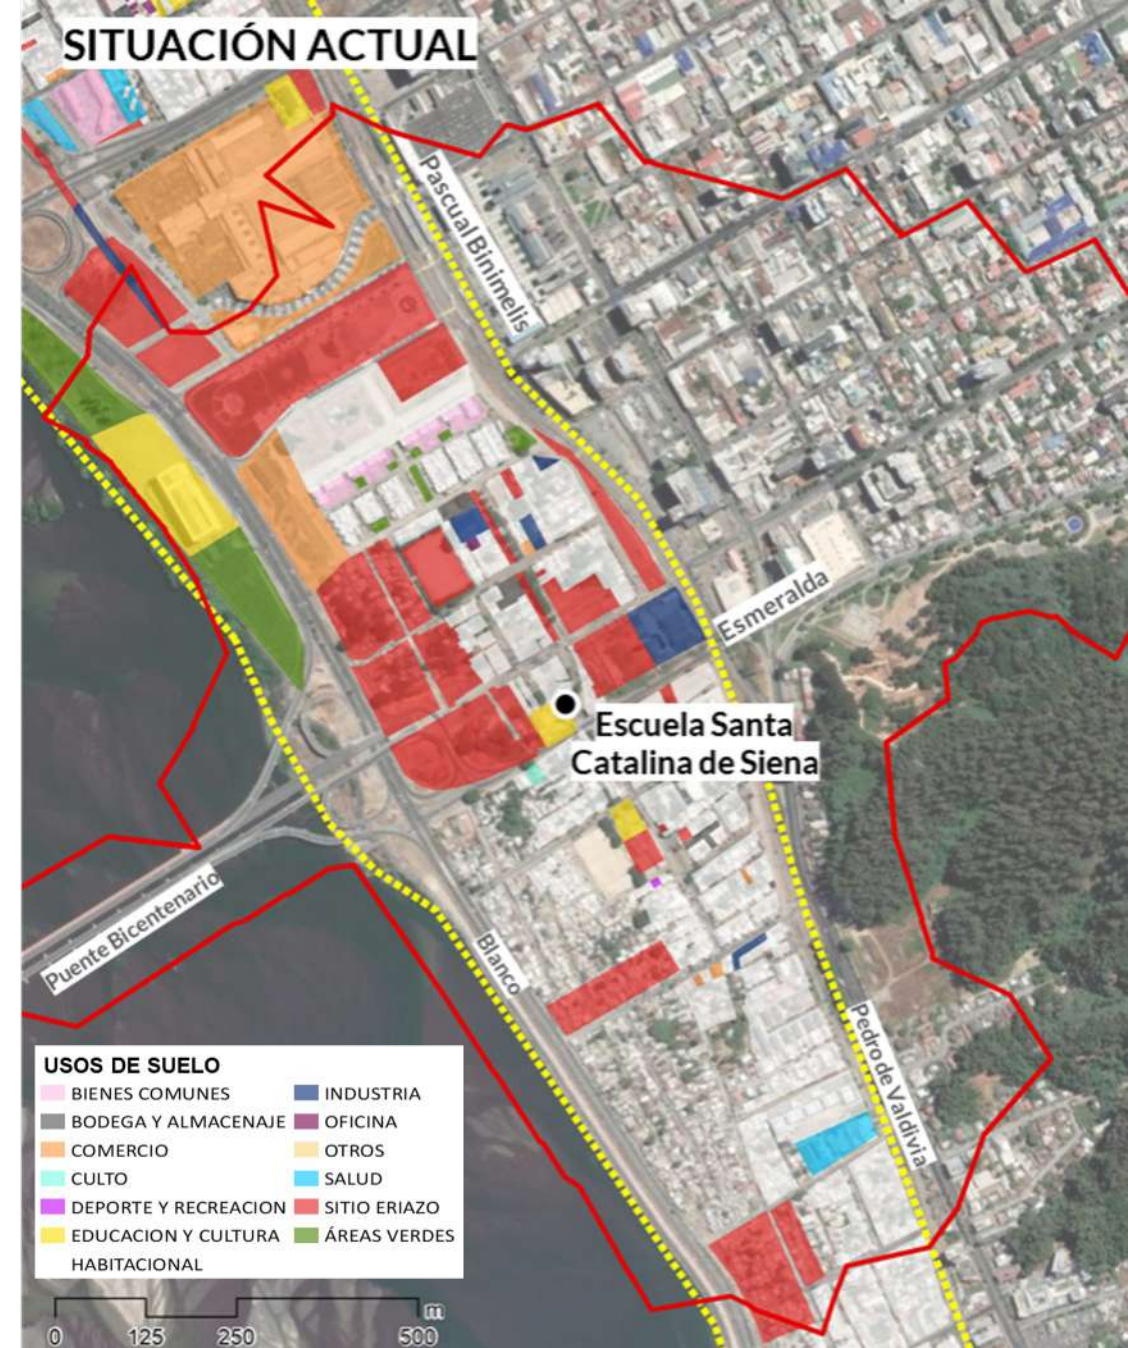 SITUACIÓN ACTUAL
Pascual Binimelis
Esmeralda
Escuela Santa
Catalina de Siena
Puente Bicentenario
Blanco
Pedro de Valdivia
USOS DE SUELO
BIENES COMUNES
BODEGA Y ALMACENAJE
COMERCIO
CULTO
DEPORTE Y RECREACION
EDUCACION Y CULTURA
HABITACIONAL
INDUSTRIA
OFICINA
OTROS
SALUD
SITIO ERIAZO
ÁREAS VERDES
m
0 125 250 500